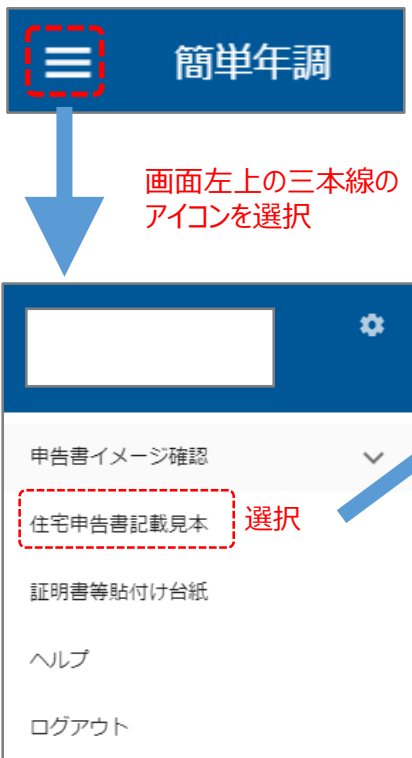 簡単年調
画面左上の三本線の
アイコンを選択
申告書イメージ確認
住宅申告書記載見本
選択
証明書等貼付け台紙
ヘルプ
ログアウト